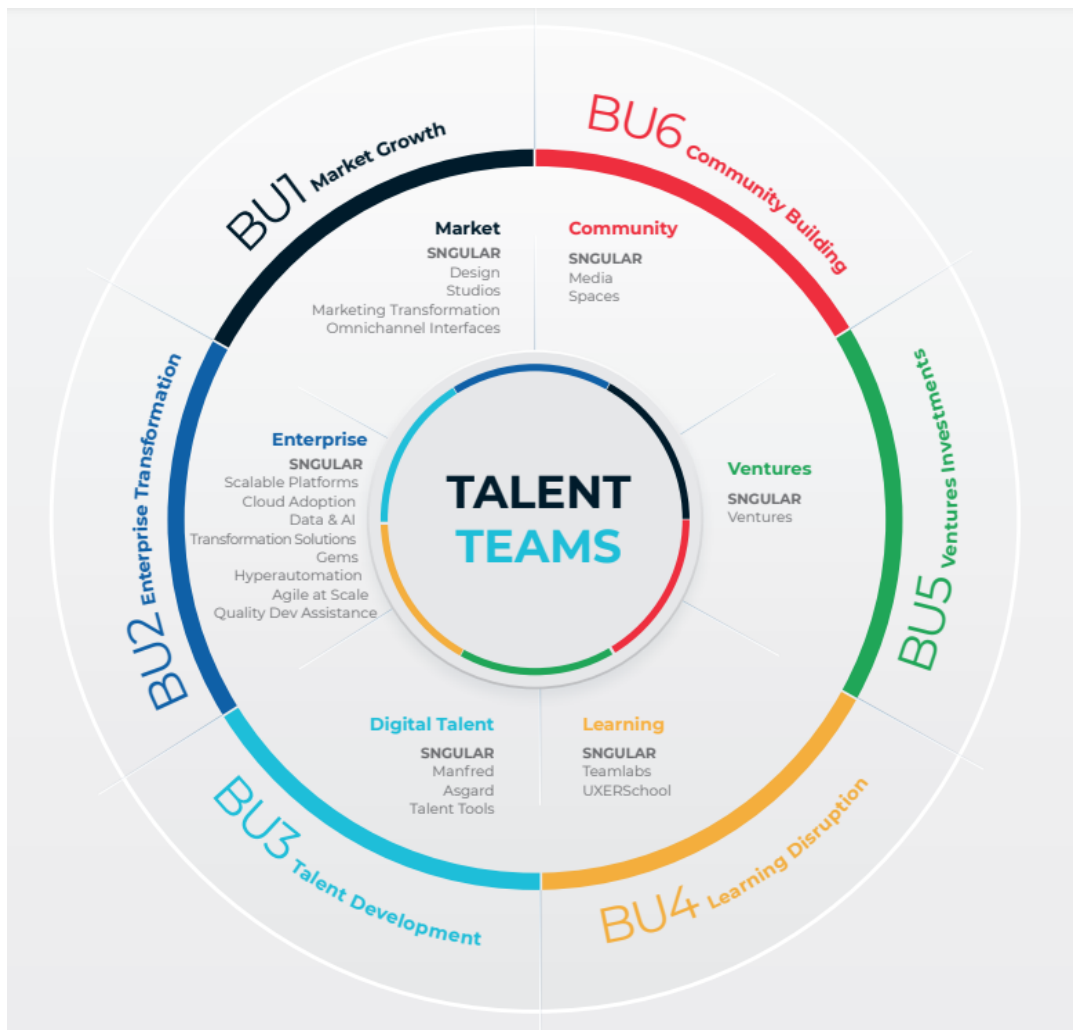 BU1 Market Growth
BU6 Community Building
Market
SNGULAR
Design
Studios
Marketing Transformation
Omnichannel Interfaces
Community
SNGULAR
Media
Spaces
BU2 Enterprise Transformation
Enterprise
SNGULAR
Scalable Platforms
Cloud Adoption
Data & AI
Transformation Solutions
Gems
Hyperautomation
Agile at Scale
Quality Dev Assistance
TALENT
TEAMS
Ventures
SNGULAR
Ventures
BU5 Ventures Investments
Digital Talent
SNGULAR
Manfred
Asgard
Talent Tools
Learning
SNGULAR
Teamlabs
UXERSchool
BU3 Talent Development
BU4 Learning Disruption